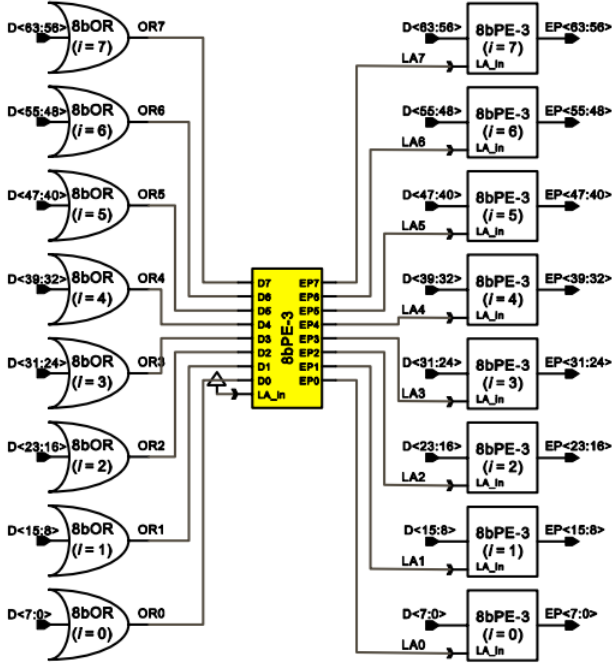 D<63:56> 8bOR (i = 7) OR7
D<55:48> 8bOR (i = 6) OR6
D<47:40> 8bOR (i = 5) OR5
D<39:32> 8bOR (i = 4) OR4
D<31:24> 8bOR (i = 3) OR3
D<23:16> 8bOR (i = 2) OR2
D<15:8> 8bOR (i = 1) OR1
D<7:0> 8bOR (i = 0) OR0
D7 EP7
D6 EP6
D5 EP5
D4 EP4
D3 EP3
D2 EP2
D1 EP1
D0 EP0
LA_in
8bPE-3
D<63:56> 8bPE-3 EP<63:56>
(i = 7)
LA7 LA_in
D<55:48> 8bPE-3 EP<55:48>
(i = 6)
LA6 LA_in
D<47:40> 8bPE-3 EP<47:40>
(i = 5)
LA5 LA_in
D<39:32> 8bPE-3 EP<39:32>
(i = 4)
LA4 LA_in
D<31:24> 8bPE-3 EP<31:24>
(i = 3)
LA3 LA_in
D<23:16> 8bPE-3 EP<23:16>
(i = 2)
LA2 LA_in
D<15:8> 8bPE-3 EP<15:8>
(i = 1)
LA1 LA_in
D<7:0> 8bPE-3 EP<7:0>
(i = 0)
LA0 LA_in